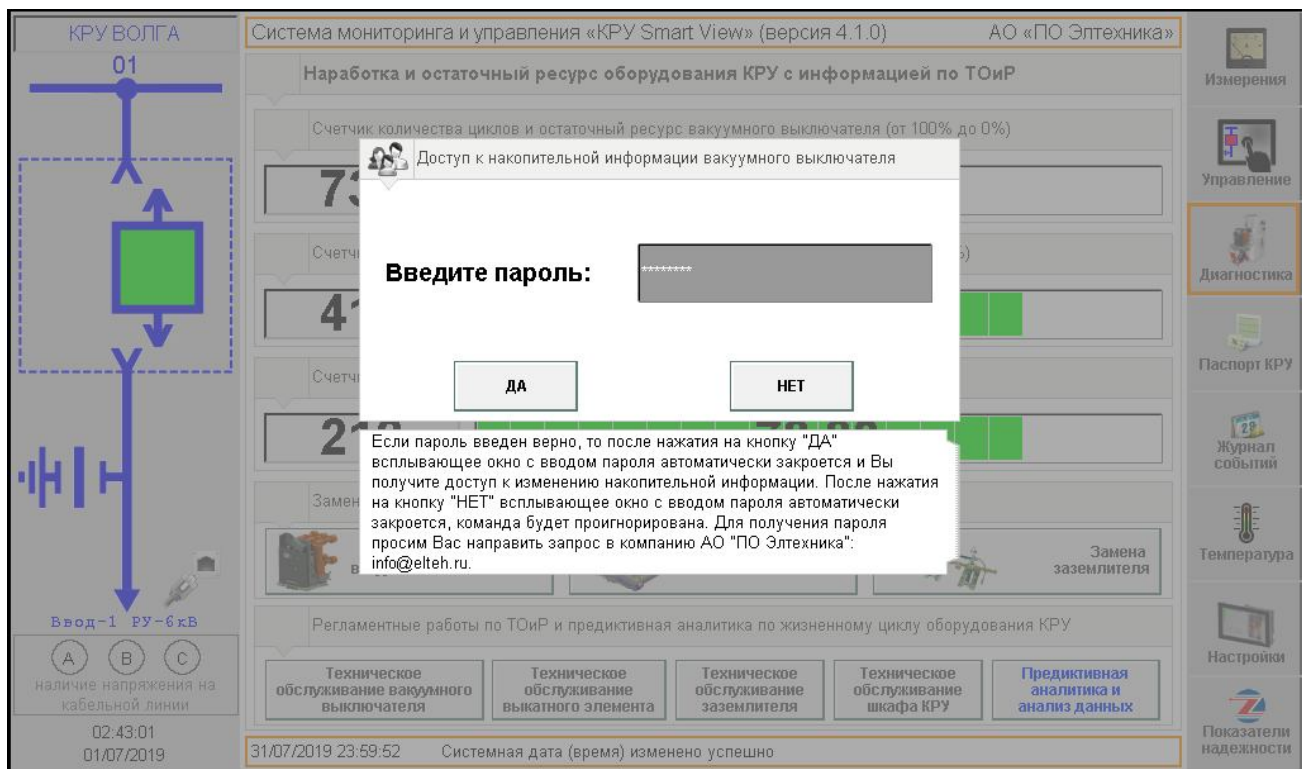 КРУ ВОЛГА
01
Ввод-1 РУ-6кВ
A B C
наличие напряжения на
кабельной линии
02:43:01
01/07/2019
Система мониторинга и управления «КРУ Smart View» (версия 4.1.0) АО «ПО Элтехника»
Наработка и остаточный ресурс оборудования КРУ с информацией по ТОиР
Счетчик количества циклов и остаточный ресурс вакуумного выключателя (от 100% до 0%)
Доступ к накопительной информации вакуумного выключателя
Введите пароль:
********
ДА
НЕТ
Если пароль введен верно, то после нажатия на кнопку "ДА"
всплывающее окно с вводом пароля автоматически закроется и Вы
получите доступ к изменению накопительной информации. После нажатия
на кнопку "НЕТ" всплывающее окно с вводом пароля автоматически
закроется, команда будет проигнорирована. Для получения пароля
просим Вас направить запрос в компанию АО "ПО Элтехника":
info@elteh.ru.
Замена
заземлителя
Регламентные работы по ТОиР и предиктивная аналитика по жизненному циклу оборудования КРУ
Техническое
обслуживание вакуумного
выключателя
Техническое
обслуживание
выкатного элемента
Техническое
обслуживание
заземлителя
Техническое
обслуживание
шкафа КРУ
Предиктивная
аналитика и
анализ данных
31/07/2019 23:59:52 Системная дата (время) изменено успешно
Измерения
Управление
Диагностика
Паспорт КРУ
29
Журнал
событий
Температура
Настройки
Показатели
надежности